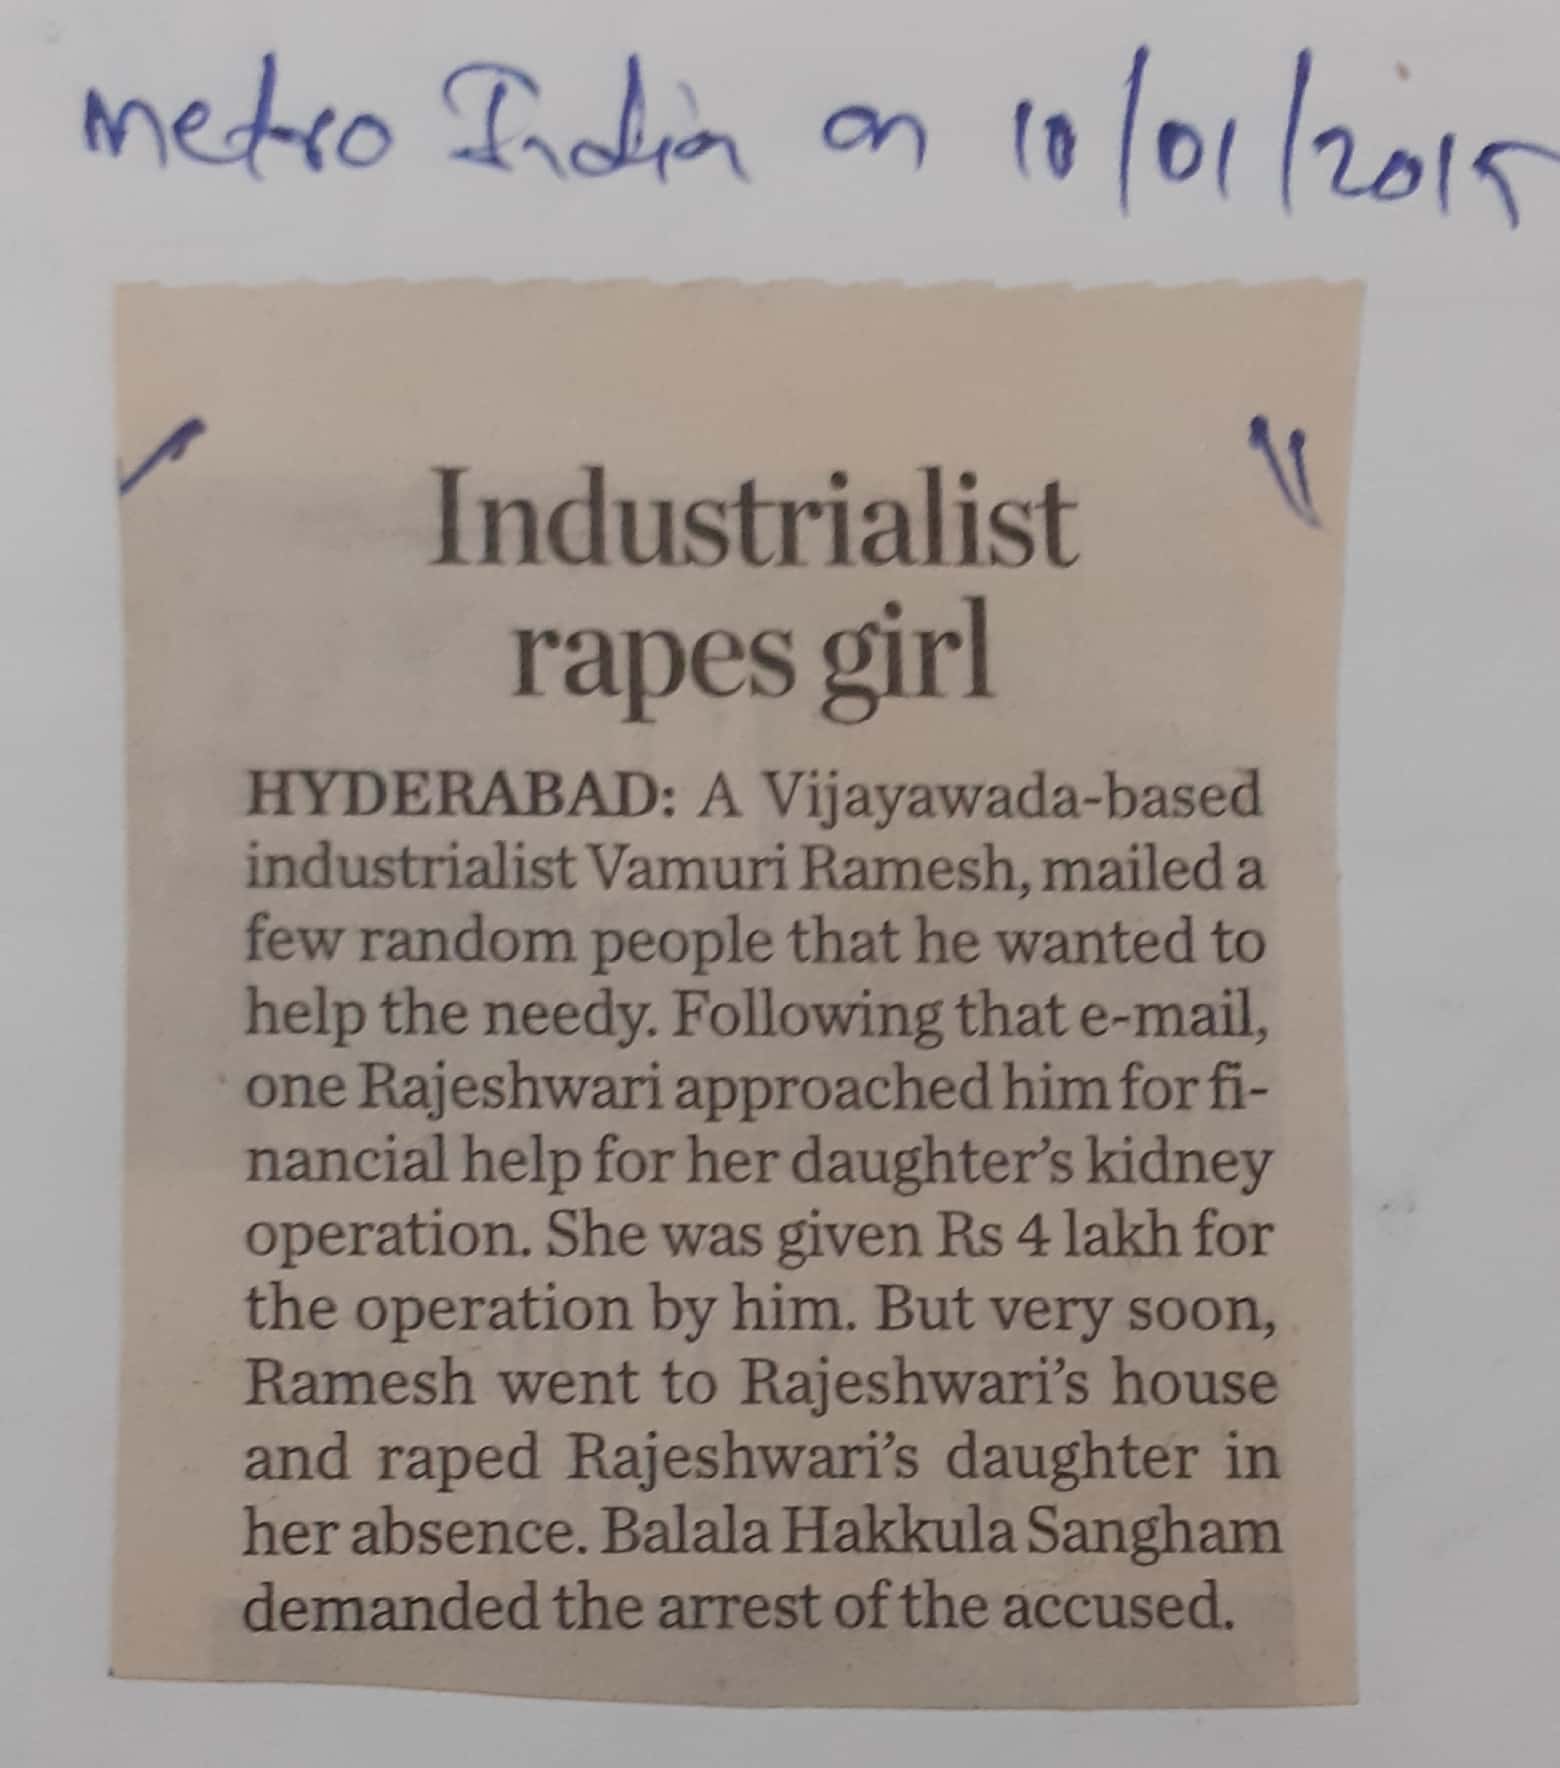 Metro India on 10/01/2015
Industrialist
rapes girl
HYDERABAD: A Vijayawada-based
industrialist Vamuri Ramesh, mailed a
few random people that he wanted to
help the needy. Following that e-mail,
one Rajeshwari approached him for fi-
nancial help for her daughter's kidney
operation. She was given Rs 4 lakh for
the operation by him. But very soon,
Ramesh went to Rajeshwari's house
and raped Rajeshwari's daughter in
her absence. Balala Hakkula Sangham
demanded the arrest of the accused.